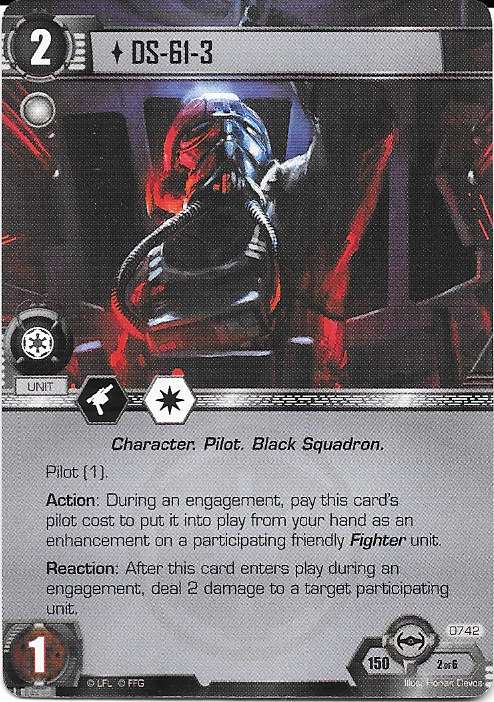 2
DS-61-3
UNIT
Character. Pilot. Black Squadron.
Pilot (1).
Action: During an engagement, pay this card's
pilot cost to put it into play from your hand as an
enhancement on a participating friendly Fighter unit.
Reaction: After this card enters play during an
engagement, deal 2 damage to a target participating
unit.
1
0742
150
2 OF 6
© LFL © FFG
Illus. Florian Devos